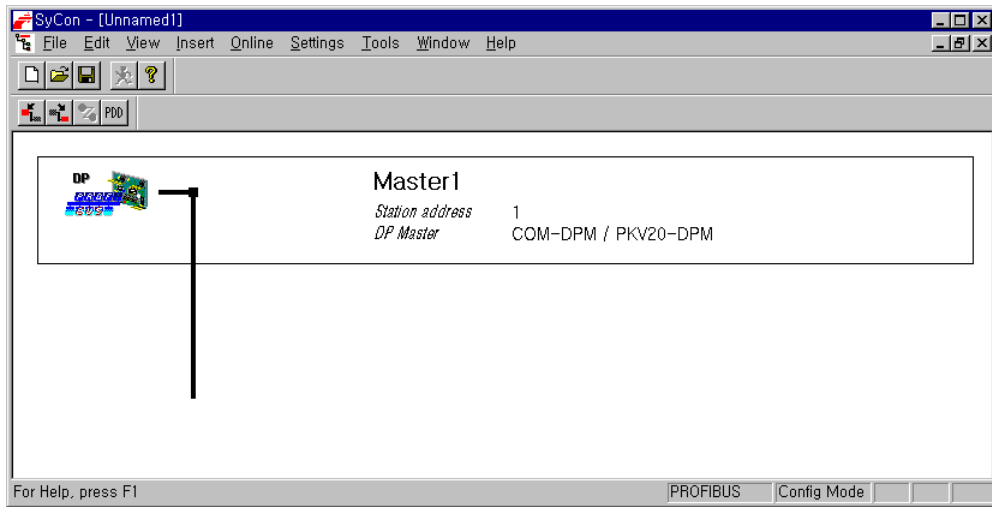 SyCon - [Unnamed1]
File Edit View Insert Online Settings Tools Window Help
PDD
DP
Master1
Station address 1
DP Master COM-DPM / PKV20-DPM
For Help, press F1 PROFIBUS Config Mode